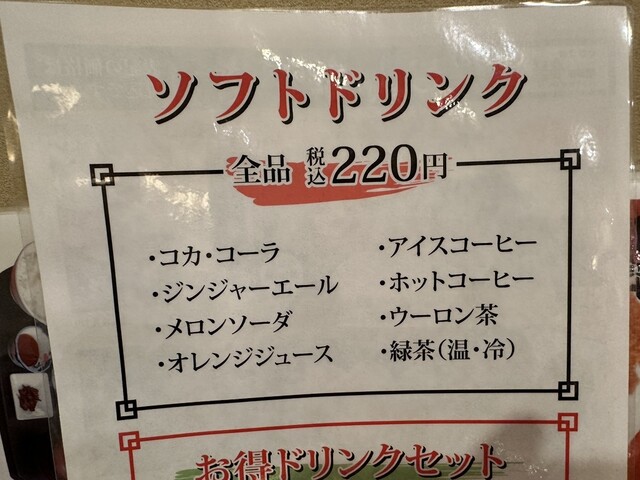 ソフトドリンク
全品 税込220円
・コカ・コーラ
・ジンジャーエール
・メロンソーダ
・オレンジジュース
・アイスコーヒー
・ホットコーヒー
・ウーロン茶
・緑茶(温・冷)
お得ドリンクセット